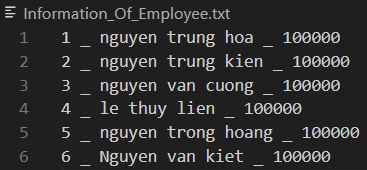 Information_Of_Employee.txt
1 1 _ nguyen trung hoa _ 100000
2 2 _ nguyen trung kien _ 100000
3 3 _ nguyen van cuong _ 100000
4 4 _ le thuy lien _ 100000
5 5 _ nguyen trong hoang _ 100000
6 6 _ Nguyen van kiet _ 100000